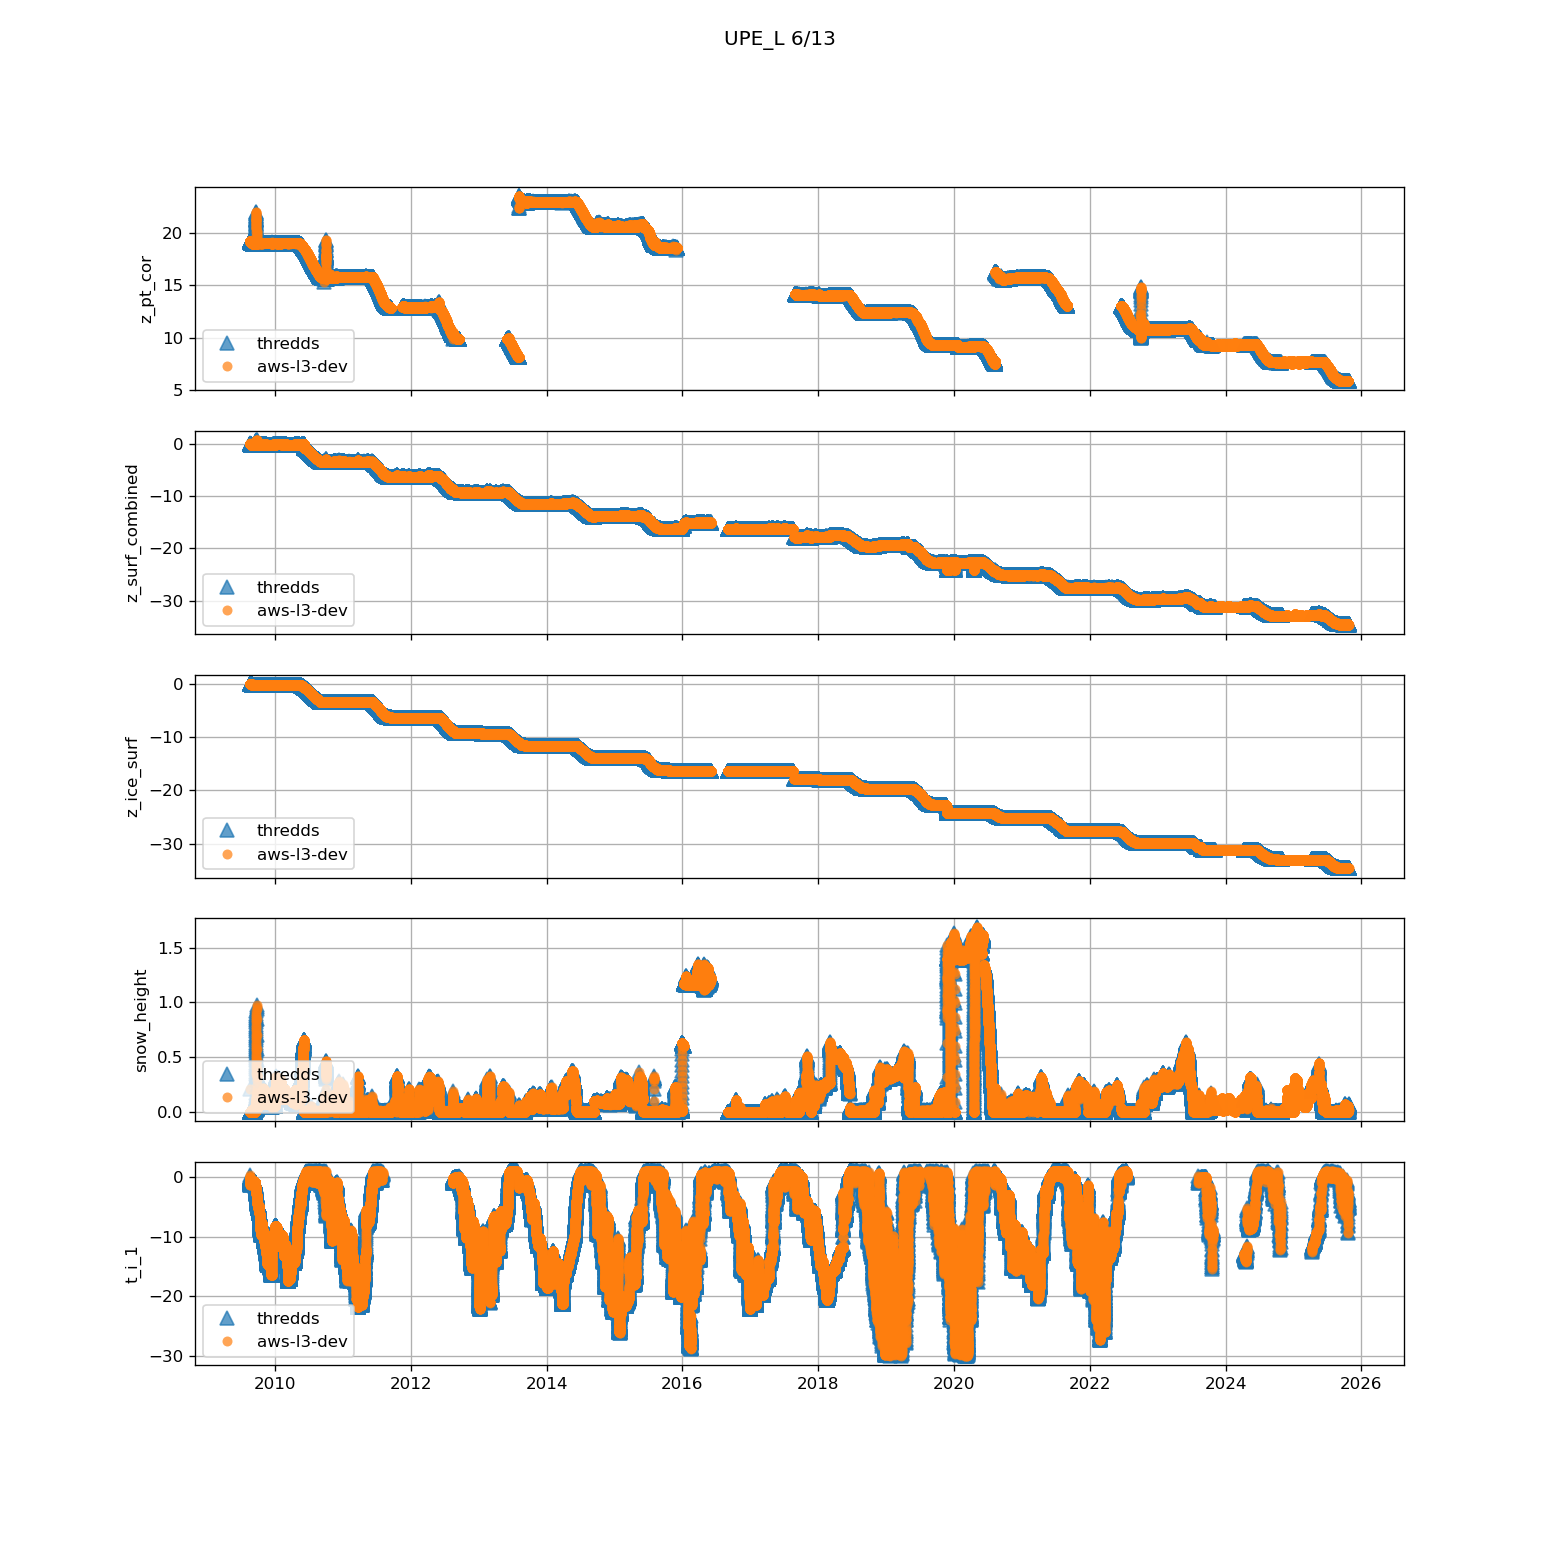 UPE_L 6/13
20
15
10
5
z_pt_cor
thredds
aws-l3-dev
0
−10
−20
−30
z_surf_combined
thredds
aws-l3-dev
0
−10
−20
−30
z_ice_surf
thredds
aws-l3-dev
1.5
1.0
0.5
0.0
snow_height
thredds
aws-l3-dev
0
−10
−20
−30
t_i_1
thredds
aws-l3-dev
2010 2012 2014 2016 2018 2020 2022 2024 2026